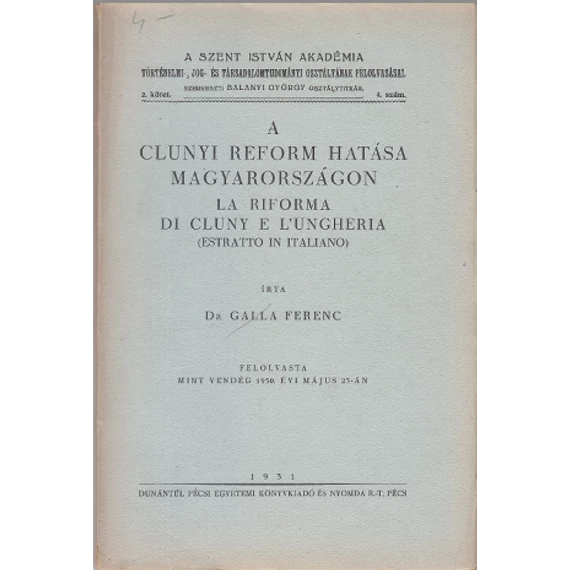 4 –
A SZENT ISTVÁN AKADÉMIA
TÖRTÉNELMI-, JOG- ÉS TÁRSADALOMTUDOMÁNYI OSZTÁLYÁNAK FELOLVASÁSAI.
SZERKESZTI BALANYI GYÖRGY OSZTÁLYTITKÁR.
2. kötet. 4. szám.
A
CLUNYI REFORM HATÁSA
MAGYARORSZÁGON
LA RIFORMA
DI CLUNY E L'UNGHERIA
(ESTRATTO IN ITALIANO)
ÍRTA
DR GALLA FERENC
FELOLVASTA
MINT VENDÉG 1930. ÉVI MÁJUS 23-ÁN
1931
DUNÁNTÚL PÉCSI EGYETEMI KÖNYVKIADÓ ÉS NYOMDA R.-T. PÉCS